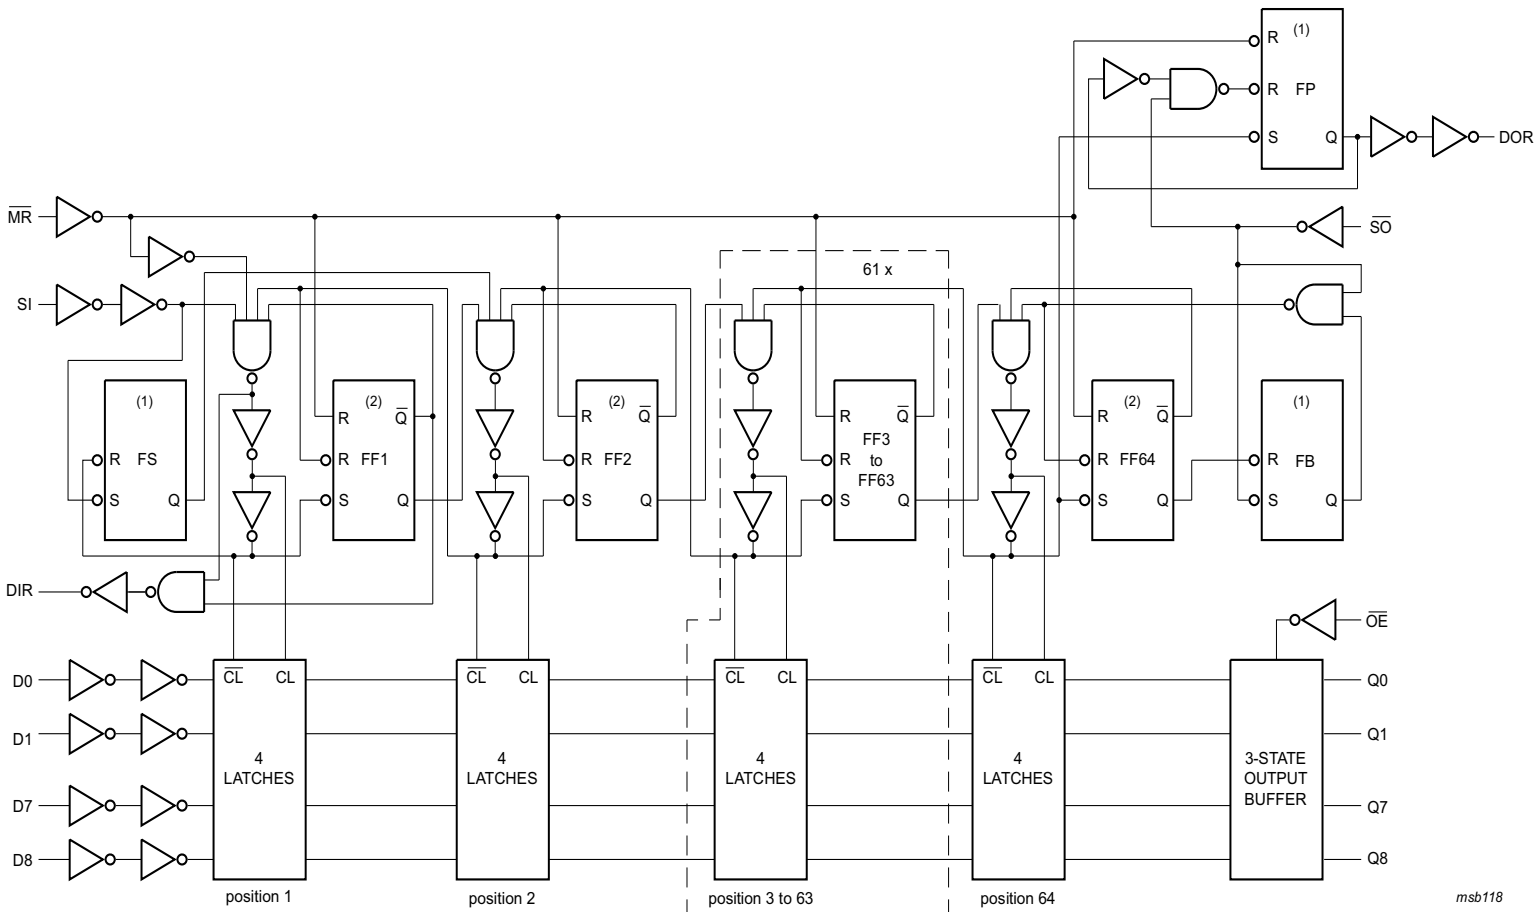 (1)
R
R FP
S Q
DOR
MR
SO
61 x
SI
(1)
R FS
S Q
(2)
R Q
R FF1
S Q
(2)
R Q
R FF2
S Q
R Q
FF3
to
FF63
R
S Q
(2)
R Q
R FF64
S Q
(1)
R FB
S Q
DIR
OE
D0
D1
D7
D8
CL CL
4
LATCHES
CL CL
4
LATCHES
CL CL
4
LATCHES
CL CL
4
LATCHES
3-STATE
OUTPUT
BUFFER
Q0
Q1
Q7
Q8
position 1
position 2
position 3 to 63
position 64
msb118